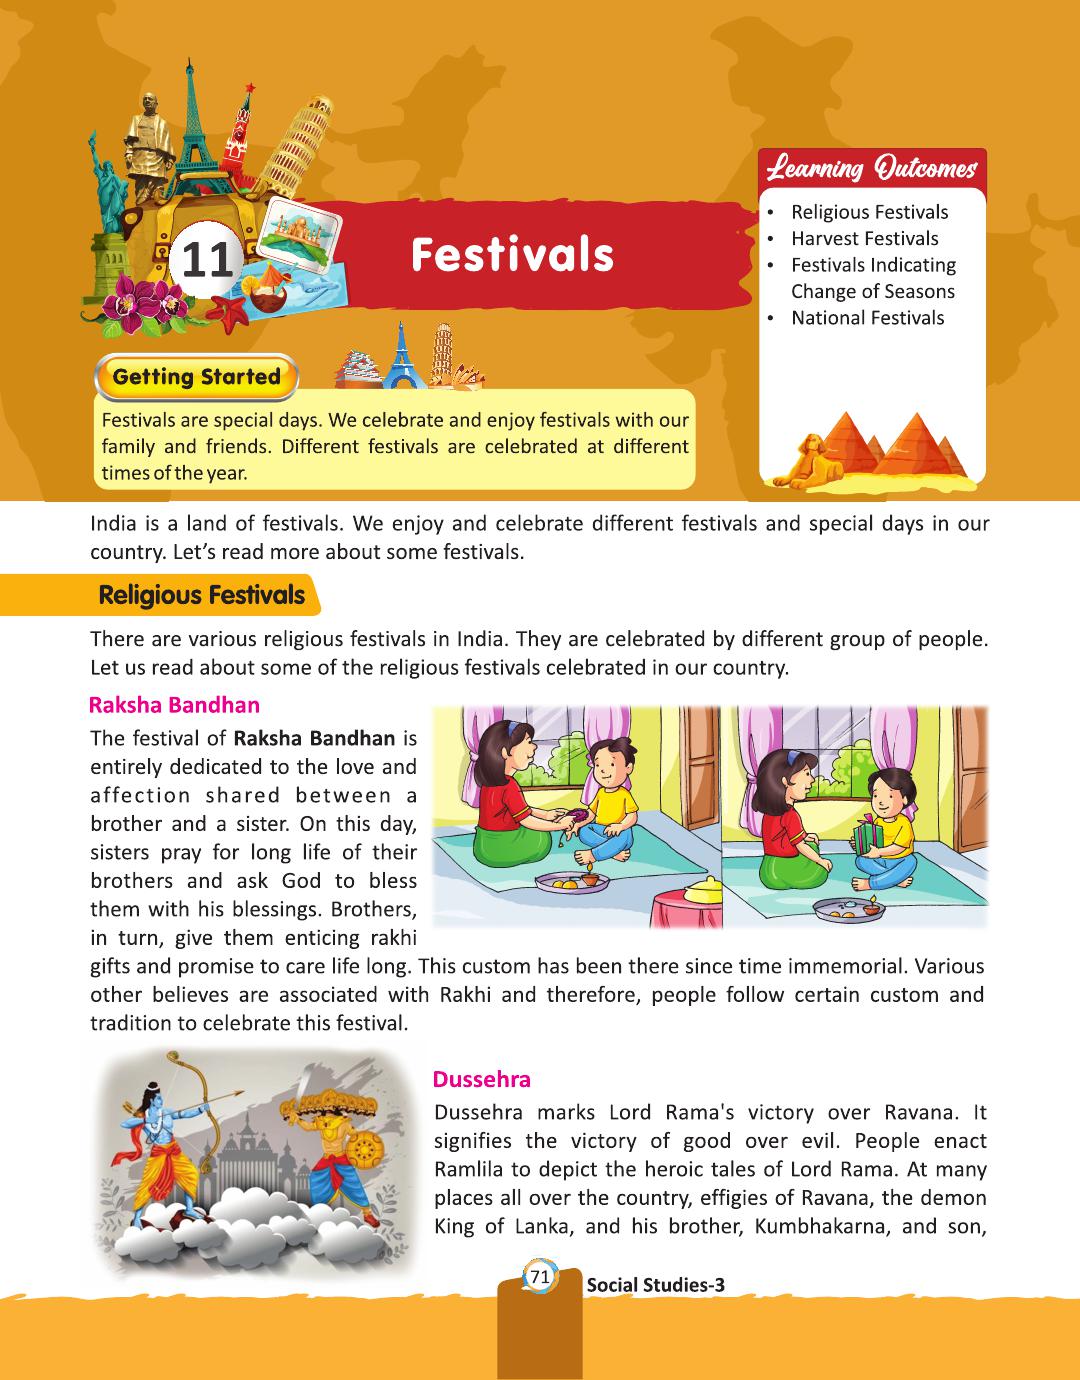 11
Festivals
Learning Outcomes
• Religious Festivals
• Harvest Festivals
• Festivals Indicating
Change of Seasons
• National Festivals
Getting Started
Festivals are special days. We celebrate and enjoy festivals with our
family and friends. Different festivals are celebrated at different
times of the year.
India is a land of festivals. We enjoy and celebrate different festivals and special days in our
country. Let’s read more about some festivals.
Religious Festivals
There are various religious festivals in India. They are celebrated by different group of people.
Let us read about some of the religious festivals celebrated in our country.
Raksha Bandhan
The festival of Raksha Bandhan is
entirely dedicated to the love and
affection shared between a
brother and a sister. On this day,
sisters pray for long life of their
brothers and ask God to bless
them with his blessings. Brothers,
in turn, give them enticing rakhi
gifts and promise to care life long. This custom has been there since time immemorial. Various
other believes are associated with Rakhi and therefore, people follow certain custom and
tradition to celebrate this festival.
Dussehra
Dussehra marks Lord Rama's victory over Ravana. It
signifies the victory of good over evil. People enact
Ramlila to depict the heroic tales of Lord Rama. At many
places all over the country, effigies of Ravana, the demon
King of Lanka, and his brother, Kumbhakarna, and son,
71
Social Studies-3